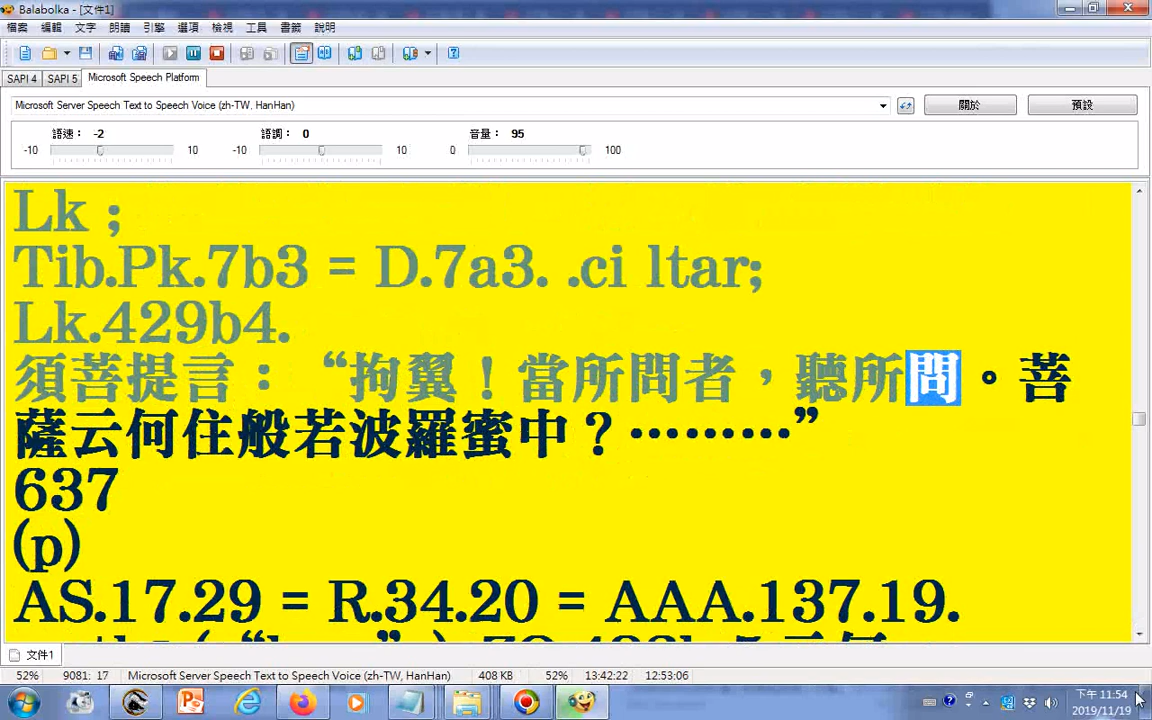 Balabolka - [文件1]
檔案 編輯 文字 朗讀 引擎 選項 檢視 工具 書籤 說明
SAPI 4 SAPI 5 Microsoft Speech Platform
Microsoft Server Speech Text to Speech Voice (zh-TW, HanHan) 關於 預設
語速： -2 語調： 0 音量： 95
-10 10 -10 10 0 100
Lk ;
Tib.Pk.7b3 = D.7a3. .ci ltar;
Lk.429b4.
須菩提言：“拘翼！當所問者，聽所問。菩
薩云何住般若波羅蜜中？………”
637
(p)
AS.17.29 = R.34.20 = AAA.137.19.
文件1
52% 9081: 17 Microsoft Server Speech Text to Speech Voice (zh-TW, HanHan) 408 KB 52% 13:42:22 12:53:06
下午 11:54
2019/11/19